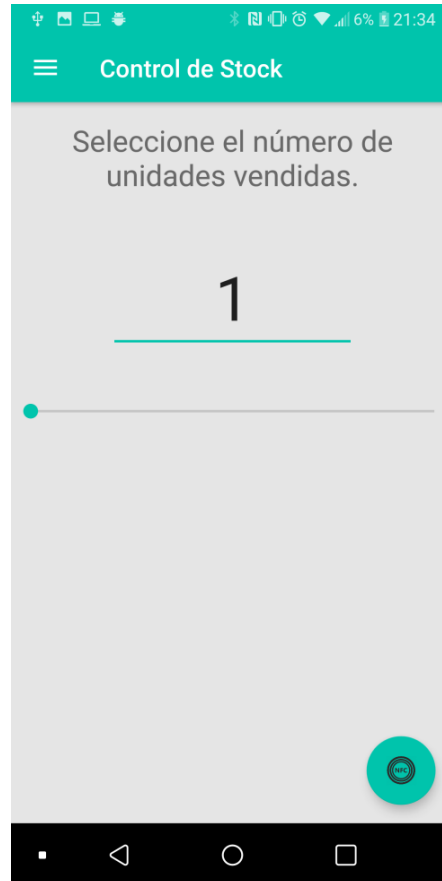 6% 21:34
Control de Stock
Seleccione el número de
unidades vendidas.
1
NFC